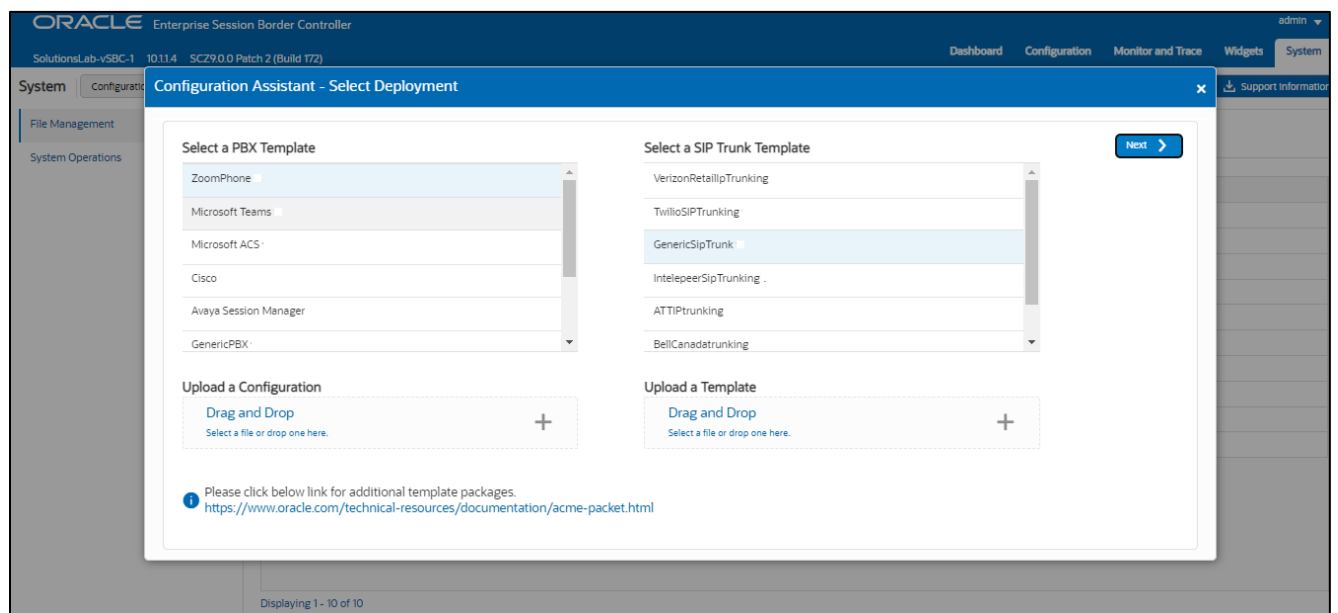 ORACLE Enterprise Session Border Controller
admin
SolutionsLab-vSBC-1 10.1.1.4 SCZ9.0.0 Patch 2 (Build 172)
Dashboard Configuration Monitor and Trace Widgets System
System
Configuration Assistant - Select Deployment
Support Information
File Management
System Operations
Select a PBX Template
ZoomPhone
Microsoft Teams
Microsoft ACS
Cisco
Avaya Session Manager
GenericPBX
Select a SIP Trunk Template
VerizonRetailIpTrunking
TwilioSIPTrunking
GenericSipTrunk
IntelepeerSipTrunking .
ATTIPtrunking
BellCanadatrunking
Next
Upload a Configuration
Drag and Drop
Select a file or drop one here.
Upload a Template
Drag and Drop
Select a file or drop one here.
Please click below link for additional template packages.
https://www.oracle.com/technical-resources/documentation/acme-packet.html
Displaying 1 - 10 of 10